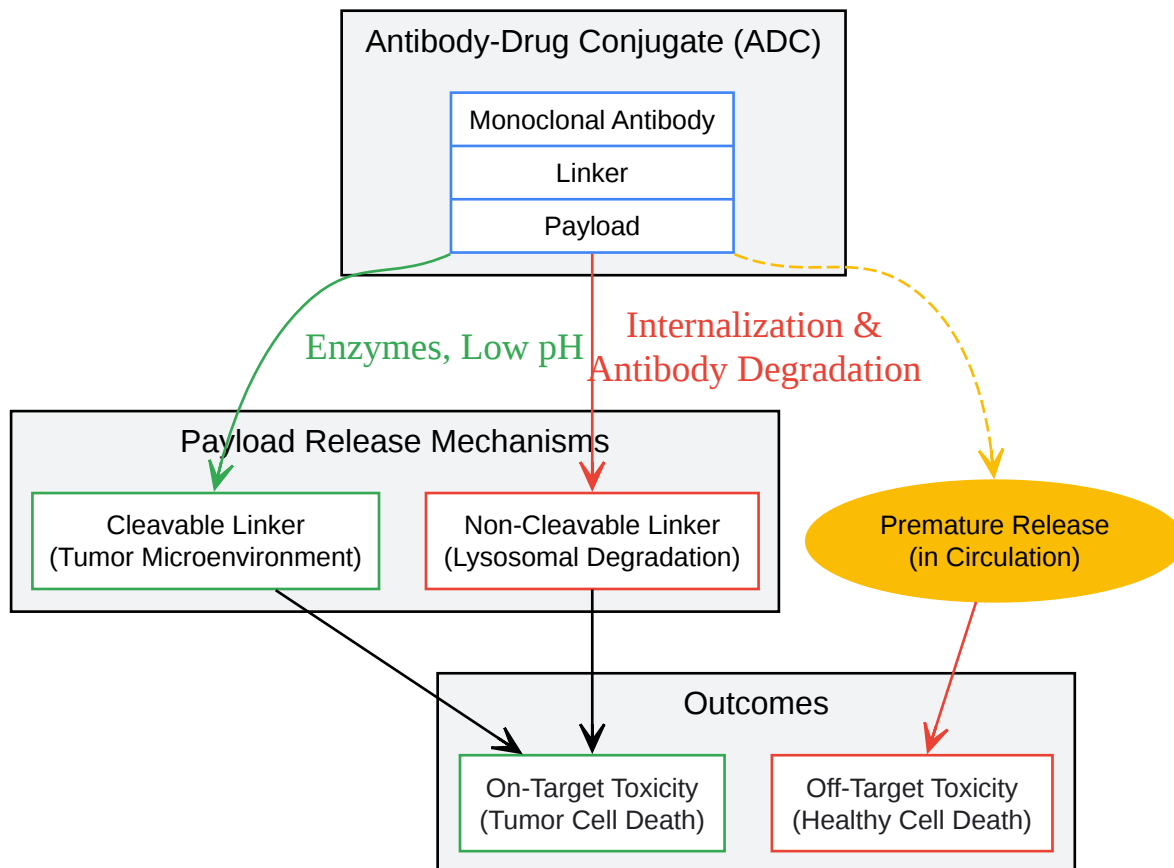 Antibody-Drug Conjugate (ADC)
Monoclonal Antibody
Linker
Payload
Enzymes, Low pH
Internalization &
Antibody Degradation
Payload Release Mechanisms
Cleavable Linker
(Tumor Microenvironment)
Non-Cleavable Linker
(Lysosomal Degradation)
Premature Release
(in Circulation)
Outcomes
On-Target Toxicity
(Tumor Cell Death)
Off-Target Toxicity
(Healthy Cell Death)